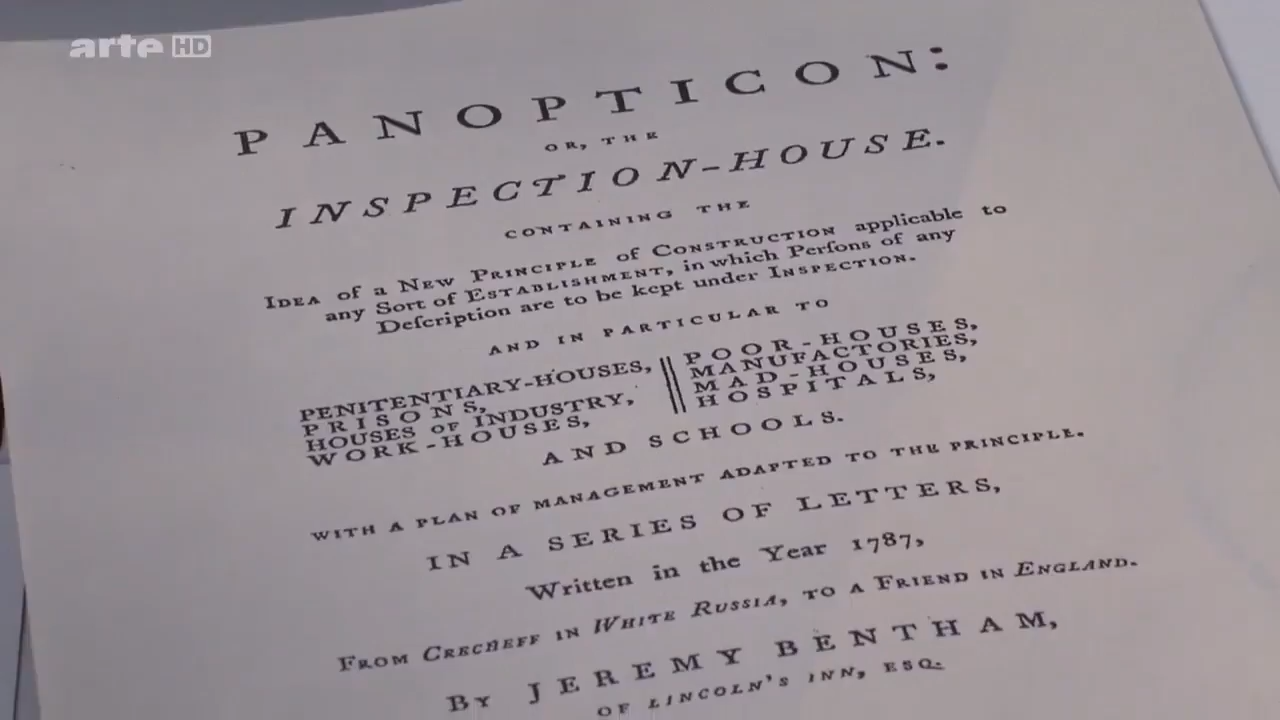 arte HD
PANOPTICON:
OR, THE
INSPECTION-HOUSE.
CONTAINING THE
IDEA of a NEW PRINCIPLE of CONSTRUCTION applicable to
any Sort of ESTABLISHMENT, in which Perſons of any
Deſcription are to be kept under INSPECTION.
AND IN PARTICULAR TO
PENITENTIARY-HOUSES,
PRISONS,
HOUSES OF INDUSTRY,
WORK-HOUSES,
POOR-HOUSES,
MANUFACTORIES,
MAD-HOUSES,
HOSPITALS,
AND SCHOOLS.
WITH A PLAN OF MANAGEMENT ADAPTED TO THE PRINCIPLE.
IN A SERIES OF LETTERS,
Written in the Year 1787,
FROM CRECHEFF IN WHITE RUSSIA, TO A FRIEND IN ENGLAND.
BY JEREMY BENTHAM,
OF LINCOLN'S INN, ESQ.